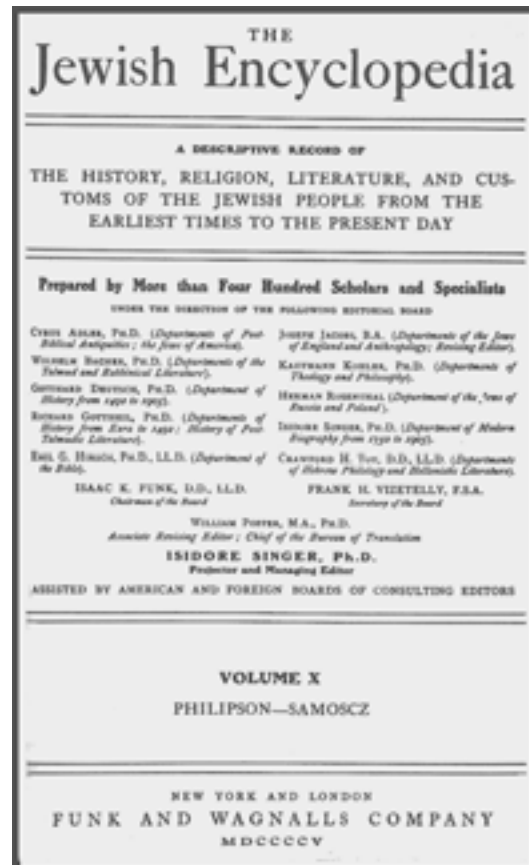 THE
Jewish Encyclopedia
A DESCRIPTIVE RECORD OF
THE HISTORY, RELIGION, LITERATURE, AND CUS-
TOMS OF THE JEWISH PEOPLE FROM THE
EARLIEST TIMES TO THE PRESENT DAY
Prepared by More than Four Hundred Scholars and Specialists
UNDER THE DIRECTION OF THE FOLLOWING EDITORIAL BOARD
CYRUS ADLER, PH.D. (Departments of Post-
Biblical Antiquities; the Jews of America).
WILHELM BACHER, PH.D. (Departments of the
Talmud and Rabbinical Literature).
GOTTHARD DEUTSCH, PH.D. (Department of
History from 1492 to 1905).
RICHARD GOTTHEIL, PH.D. (Departments of
History from Ezra to 1492; History of Post-
Talmudic Literature).
EMIL G. HIRSCH, PH.D., LL.D. (Department of
the Bible).
JOSEPH JACOBS, B.A. (Departments of the Jews
of England and Anthropology; Revising Editor).
KAUFMANN KOHLER, PH.D. (Departments of
Theology and Philosophy).
HERMAN ROSENTHAL (Department of the Jews of
Russia and Poland).
ISIDORE SINGER, PH.D. (Department of Modern
Biography from 1750 to 1905).
CRAWFORD H. TOY, D.D., LL.D. (Departments
of Hebrew Philology and Hellenistic Literature).
ISAAC K. FUNK, D.D., LL.D.
Chairman of the Board
FRANK H. VIZETELLY, F.S.A.
Secretary of the Board
WILLIAM POPPER, M.A., PH.D.
Associate Revising Editor; Chief of the Bureau of Translation
ISIDORE SINGER, Ph.D.
Projector and Managing Editor
ASSISTED BY AMERICAN AND FOREIGN BOARDS OF CONSULTING EDITORS
VOLUME X
PHILIPSON—SAMOSCZ
NEW YORK AND LONDON
FUNK AND WAGNALLS COMPANY
MDCCCCV